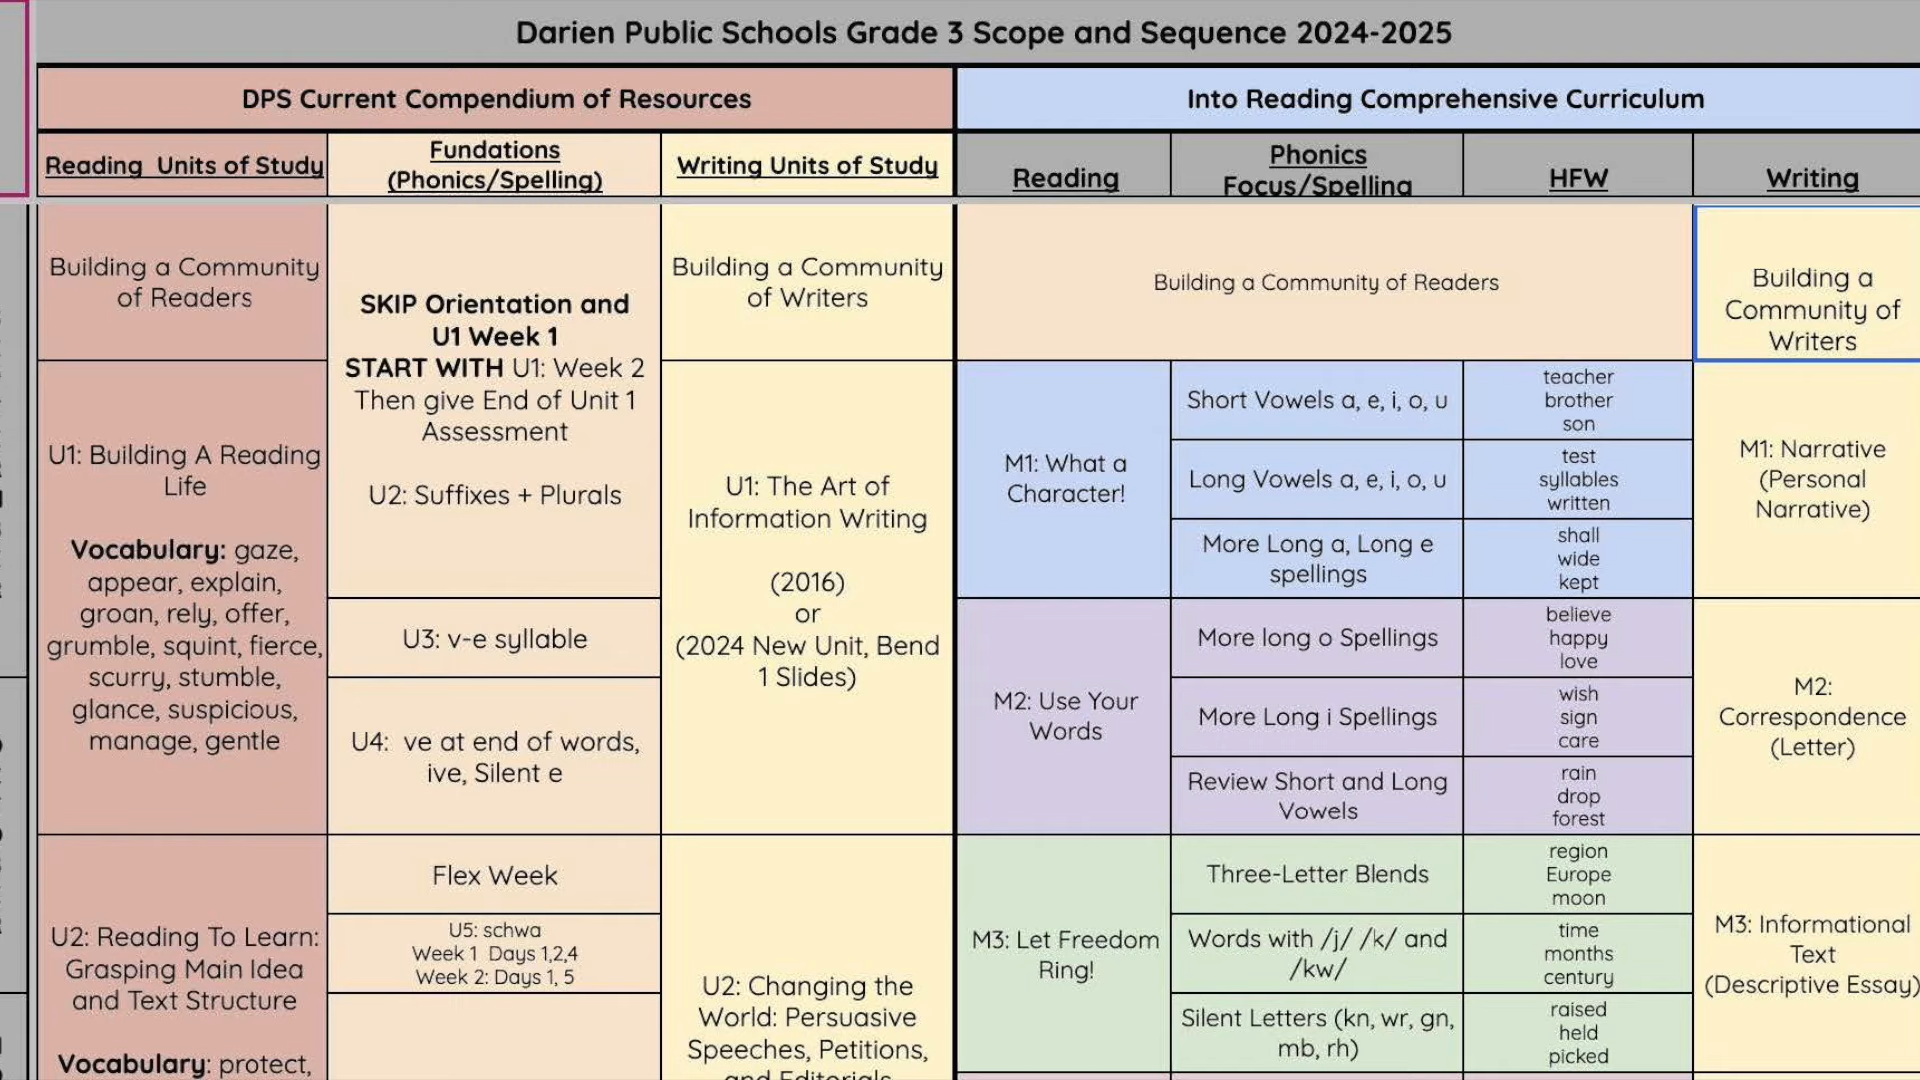 Darien Public Schools Grade 3 Scope and Sequence 2024-2025
DPS Current Compendium of Resources
Into Reading Comprehensive Curriculum
Reading Units of Study
Fundations
(Phonics/Spelling)
Writing Units of Study
Reading
Phonics
Focus/Spelling
HFW
Writing
Building a Community
of Readers
SKIP Orientation and
U1 Week 1
START WITH U1: Week 2
Then give End of Unit 1
Assessment
U2: Suffixes + Plurals
Building a Community
of Writers
Building a Community of Readers
Building a
Community of
Writers
U1: Building A Reading
Life
Vocabulary: gaze,
appear, explain,
groan, rely, offer,
grumble, squint, fierce,
scurry, stumble,
glance, suspicious,
manage, gentle
U3: v-e syllable
U4: ve at end of words,
ive, Silent e
U1: The Art of
Information Writing
(2016)
or
(2024 New Unit, Bend
1 Slides)
M1: What a
Character!
Short Vowels a, e, i, o, u
teacher
brother
son
Long Vowels a, e, i, o, u
test
syllables
written
More Long a, Long e
spellings
shall
wide
kept
M1: Narrative
(Personal
Narrative)
M2: Use Your
Words
More long o Spellings
believe
happy
love
More Long i Spellings
wish
sign
care
Review Short and Long
Vowels
rain
drop
forest
M2:
Correspondence
(Letter)
U2: Reading To Learn:
Grasping Main Idea
and Text Structure
Vocabulary: protect,
Flex Week
U5: schwa
Week 1 Days 1,2,4
Week 2: Days 1, 5
U2: Changing the
World: Persuasive
Speeches, Petitions,
and Editorials
M3: Let Freedom
Ring!
Three-Letter Blends
region
Europe
moon
Words with /j/ /k/ and
/kw/
time
months
century
Silent Letters (kn, wr, gn,
mb, rh)
raised
held
picked
M3: Informational
Text
(Descriptive Essay)